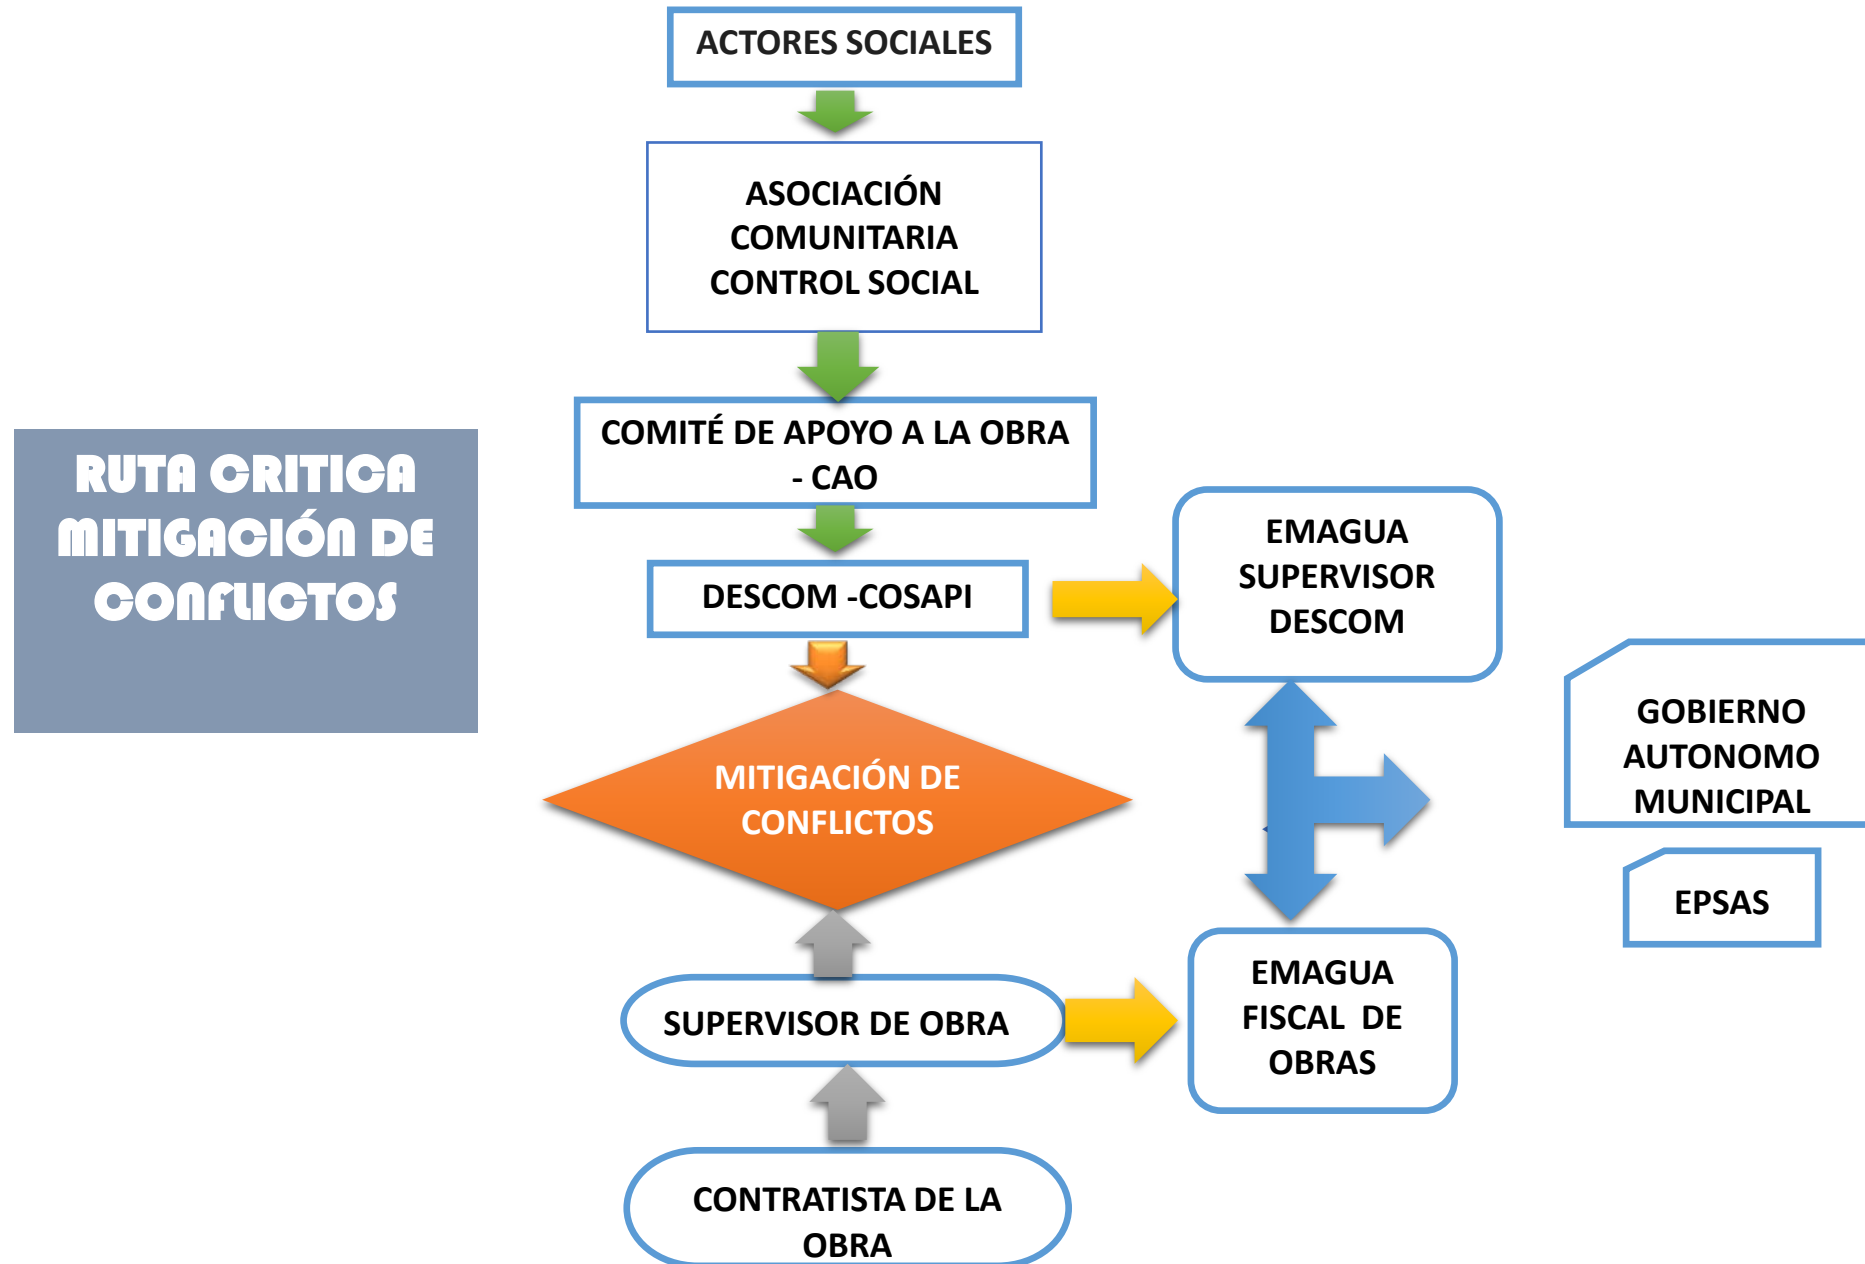 ACTORES SOCIALES
ASOCIACIÓN
COMUNITARIA
CONTROL SOCIAL
COMITÉ DE APOYO A LA OBRA
- CAO
RUTA CRITICA
MITIGACIÓN DE
CONFLICTOS
DESCOM -COSAPI
EMAGUA
SUPERVISOR
DESCOM
MITIGACIÓN DE
CONFLICTOS
GOBIERNO
AUTONOMO
MUNICIPAL
EPSAS
SUPERVISOR DE OBRA
EMAGUA
FISCAL  DE
OBRAS
CONTRATISTA DE LA
OBRA